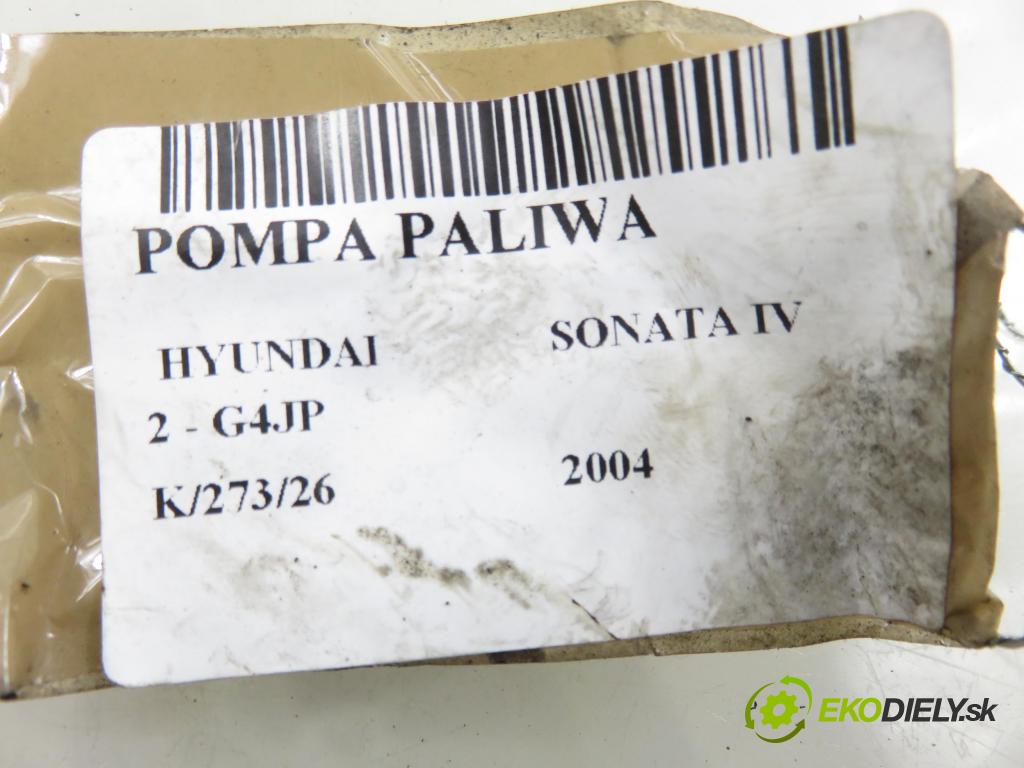 POMPA PALIWA
HYUNDAI SONATA IV
2 - G4JP
K/273/26 2004
EKODIELY.sk